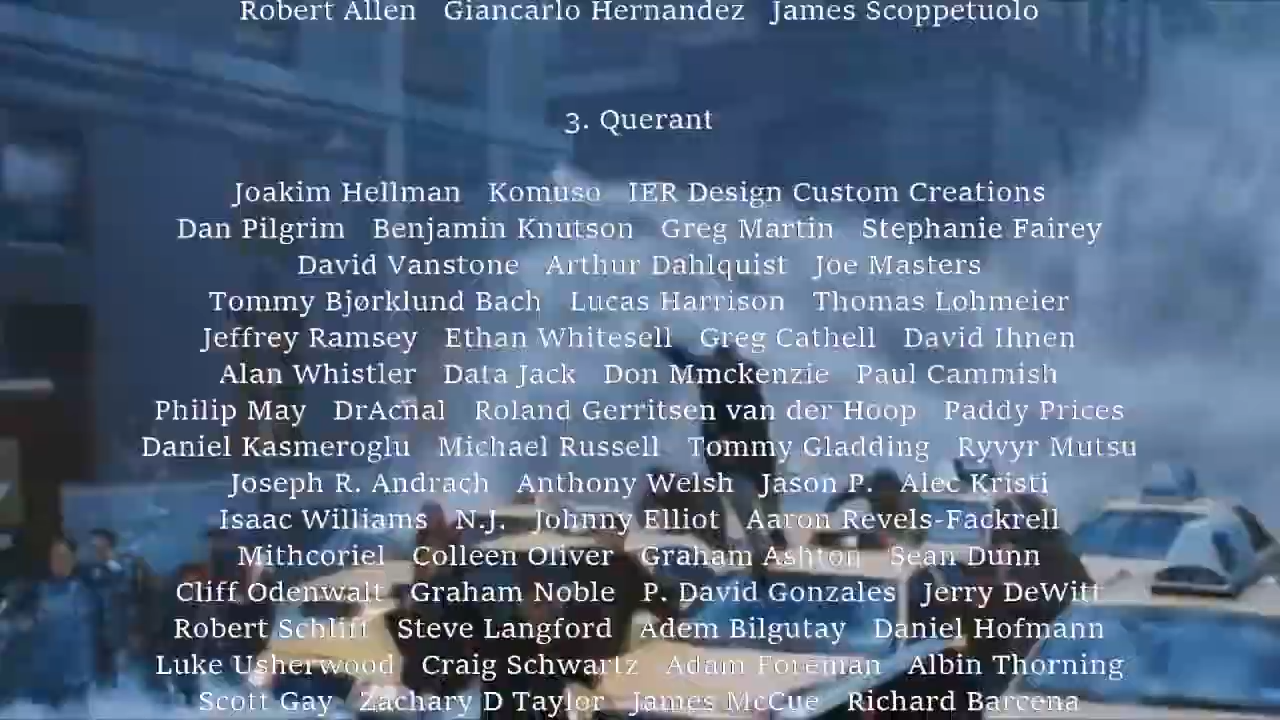 Robert Allen Giancarlo Hernandez James Scoppetuolo
3. Querant
Joakim Hellman Komuso IER Design Custom Creations
Dan Pilgrim Benjamin Knutson Greg Martin Stephanie Fairey
David Vanstone Arthur Dahlquist Joe Masters
Tommy Bjørklund Bach Lucas Harrison Thomas Lohmeier
Jeffrey Ramsey Ethan Whitesell Greg Cathell David Ihnen
Alan Whistler Data Jack Don Mmckenzie Paul Cammish
Philip May DrAcnal Roland Gerritsen van der Hoop Paddy Prices
Daniel Kasmeroglu Michael Russell Tommy Gladding Ryvyr Mutsu
Joseph R. Andrach Anthony Welsh Jason P. Alec Kristi
Isaac Williams N.J. Johnny Elliot Aaron Revels-Fackrell
Mithcoriel Colleen Oliver Graham Ashton Sean Dunn
Cliff Odenwalt Graham Noble P. David Gonzales Jerry DeWitt
Robert Schliff Steve Langford Adem Bilgutay Daniel Hofmann
Luke Usherwood Craig Schwartz Adam Foreman Albin Thorning
Scott Gay Zachary D Taylor James McCue Richard Barcena